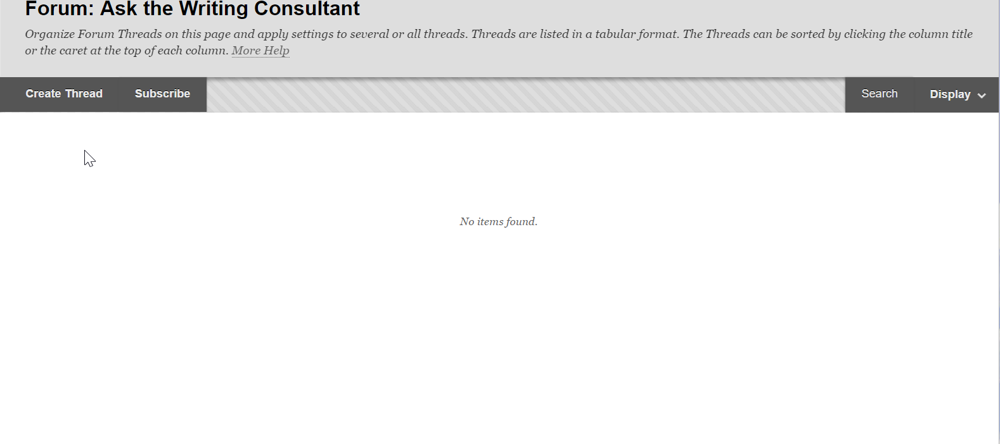 Forum: Ask the Writing Consultant
Organize Forum Threads on this page and apply settings to several or all threads. Threads are listed in a tabular format. The Threads can be sorted by clicking the column title
or the caret at the top of each column. More Help
Create Thread Subscribe Search Display
No items found.